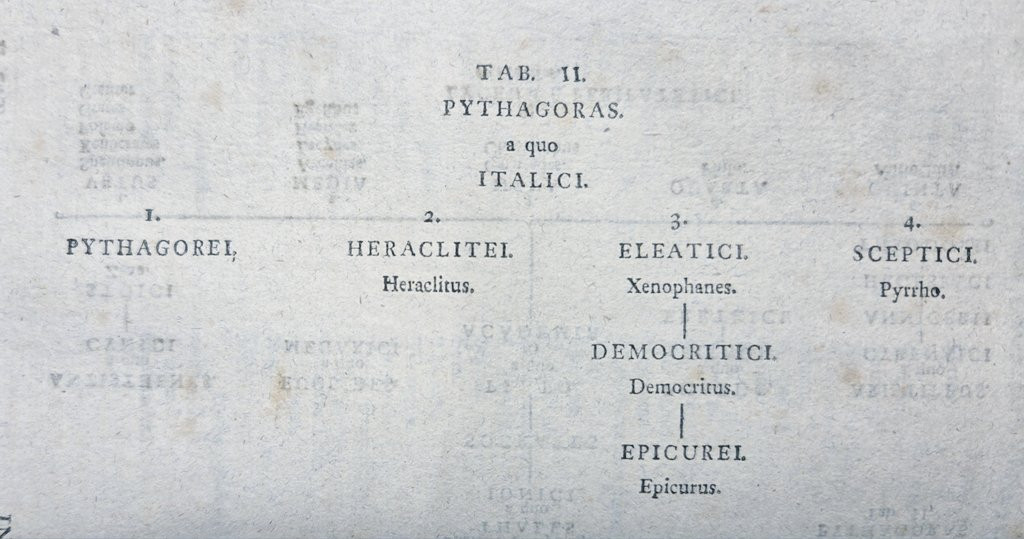 TAB. II.
PYTHAGORAS.
a quo
ITALICI.
1. 2. 3. 4.
PYTHAGOREI, HERACLITEI. ELEATICI. SCEPTICI.
Heraclitus. Xenophanes. Pyrrho.
DEMOCRITICI.
Democritus.
EPICUREI.
Epicurus.